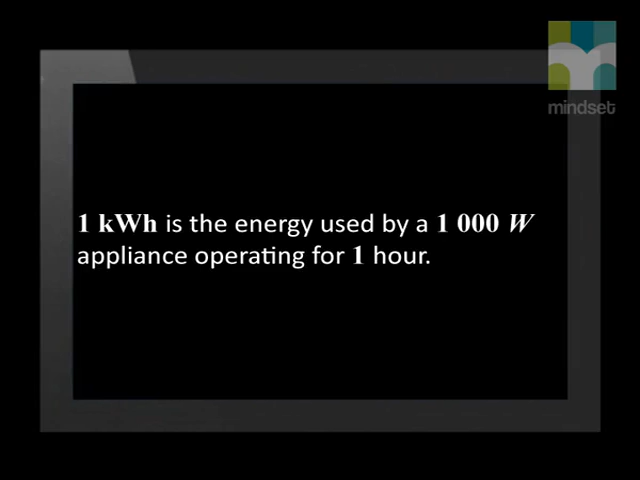 mindset
1 kWh is the energy used by a 1 000 W
appliance operating for 1 hour.